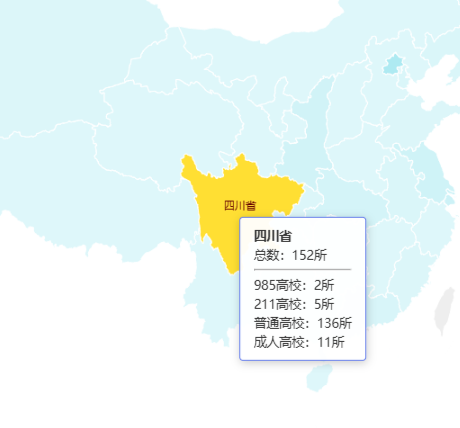 四川省
四川省
总数：152所
985高校：2所
211高校：5所
普通高校：136所
成人高校：11所